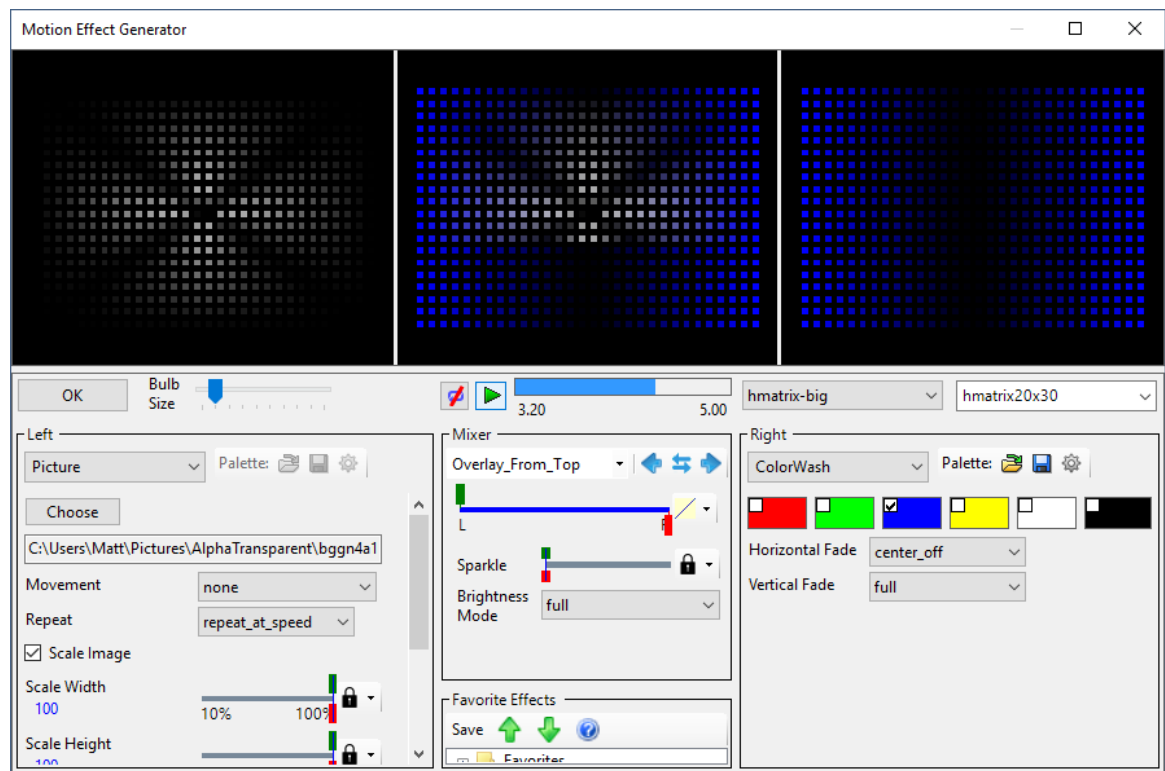 Motion Effect Generator
OK
Bulb
Size
3.20
5.00
hmatrix-big
hmatrix20x30
Left
Picture
Palette:
Choose
C:\Users\Matt\Pictures\AlphaTransparent\bggn4a1
Movement
none
Repeat
repeat_at_speed
Scale Image
Scale Width
100
10%
100%
Scale Height
100
Mixer
Overlay_From_Top
L
Sparkle
Brightness
Mode
full
Favorite Effects
Save
Favorites
Right
ColorWash
Palette:
Horizontal Fade
center_off
Vertical Fade
full